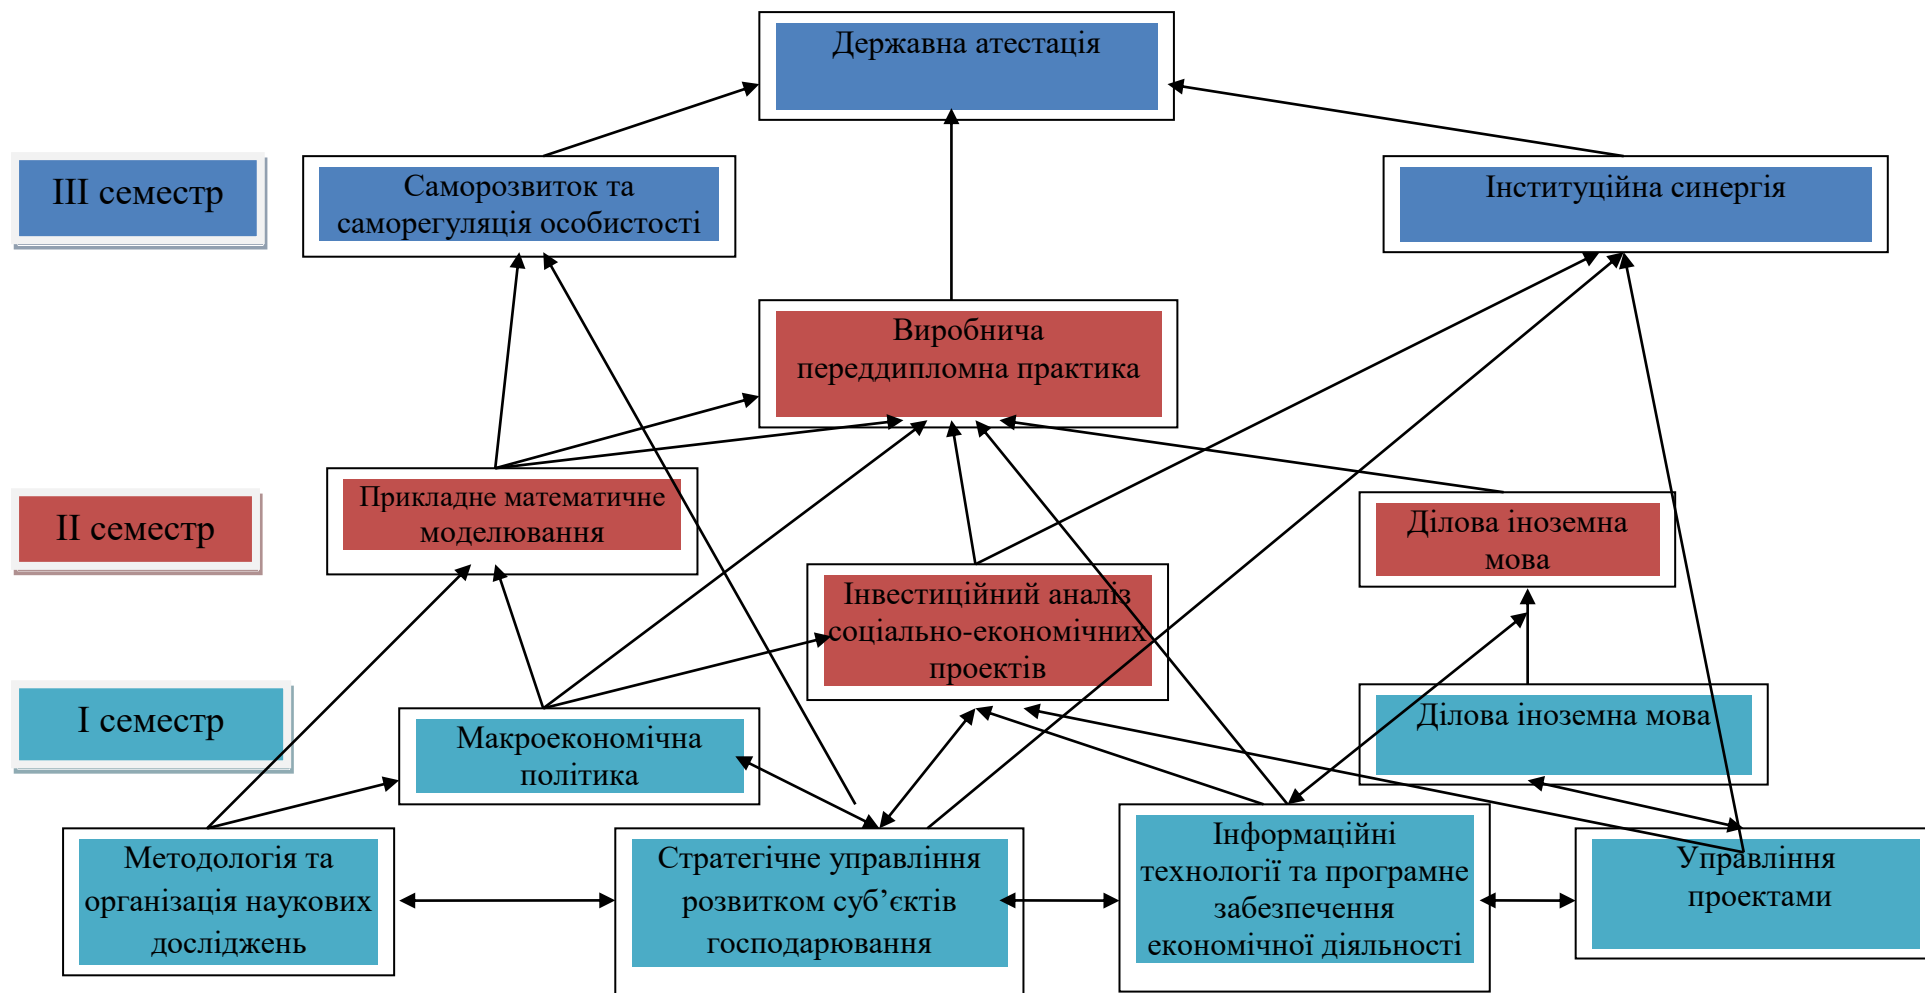 Державна атестація
III семестр
Саморозвиток та
саморегуляція особистості
Інституційна синергія
Виробнича
переддипломна практика
II семестр
Прикладне математичне
моделювання
Ділова іноземна
мова
Інвестиційний аналіз
соціально-економічних
проектів
I семестр
Макроекономічна
політика
Ділова іноземна мова
Методологія та
організація наукових
досліджень
Стратегічне управління
розвитком суб’єктів
господарювання
Інформаційні
технології та програмне
забезпечення
економічної діяльності
Управління
проектами